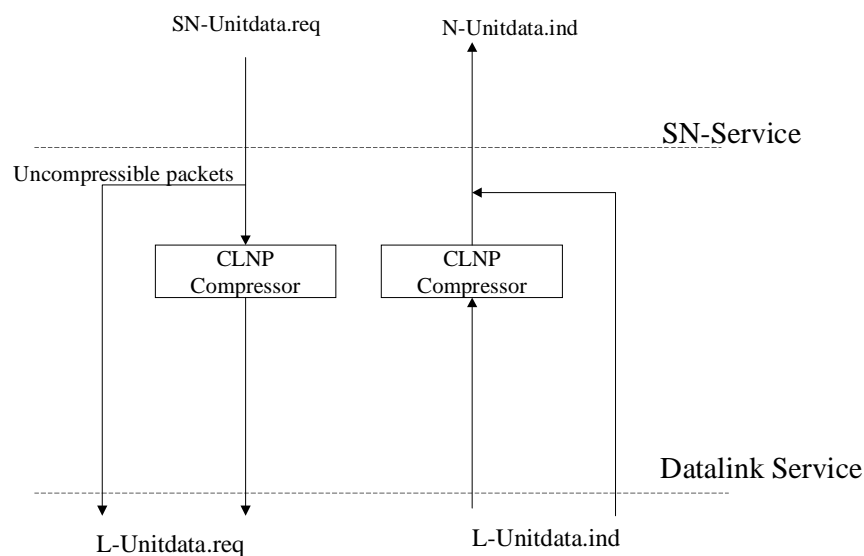 SN-Unitdata.req
N-Unitdata.ind
SN-Service
Uncompressible packets
CLNP
Compressor
CLNP
Compressor
Datalink Service
L-Unitdata.req
L-Unitdata.ind